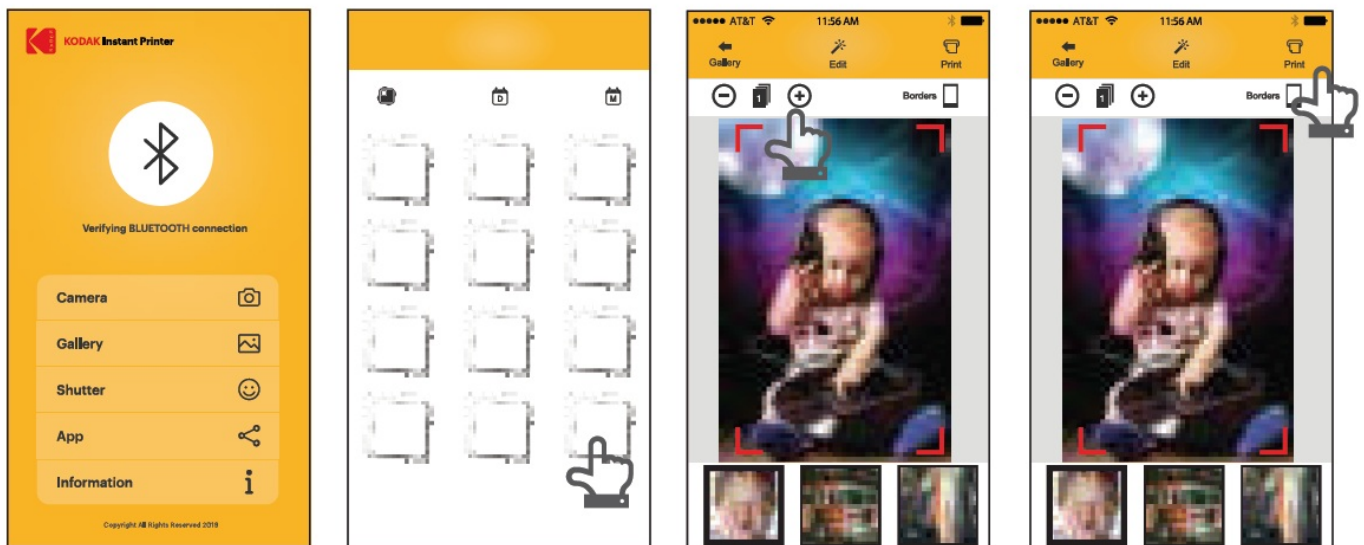 KODAK Instant Printer
Verifying BLUETOOTH connection
Camera
Gallery
Shutter
App
Information
i
Copyright All Rights Reserved 2019
D
M
AT&T 11:56 AM
Gallery Edit Print
1 Borders
AT&T 11:56 AM
Gallery Edit Print
1 Borders